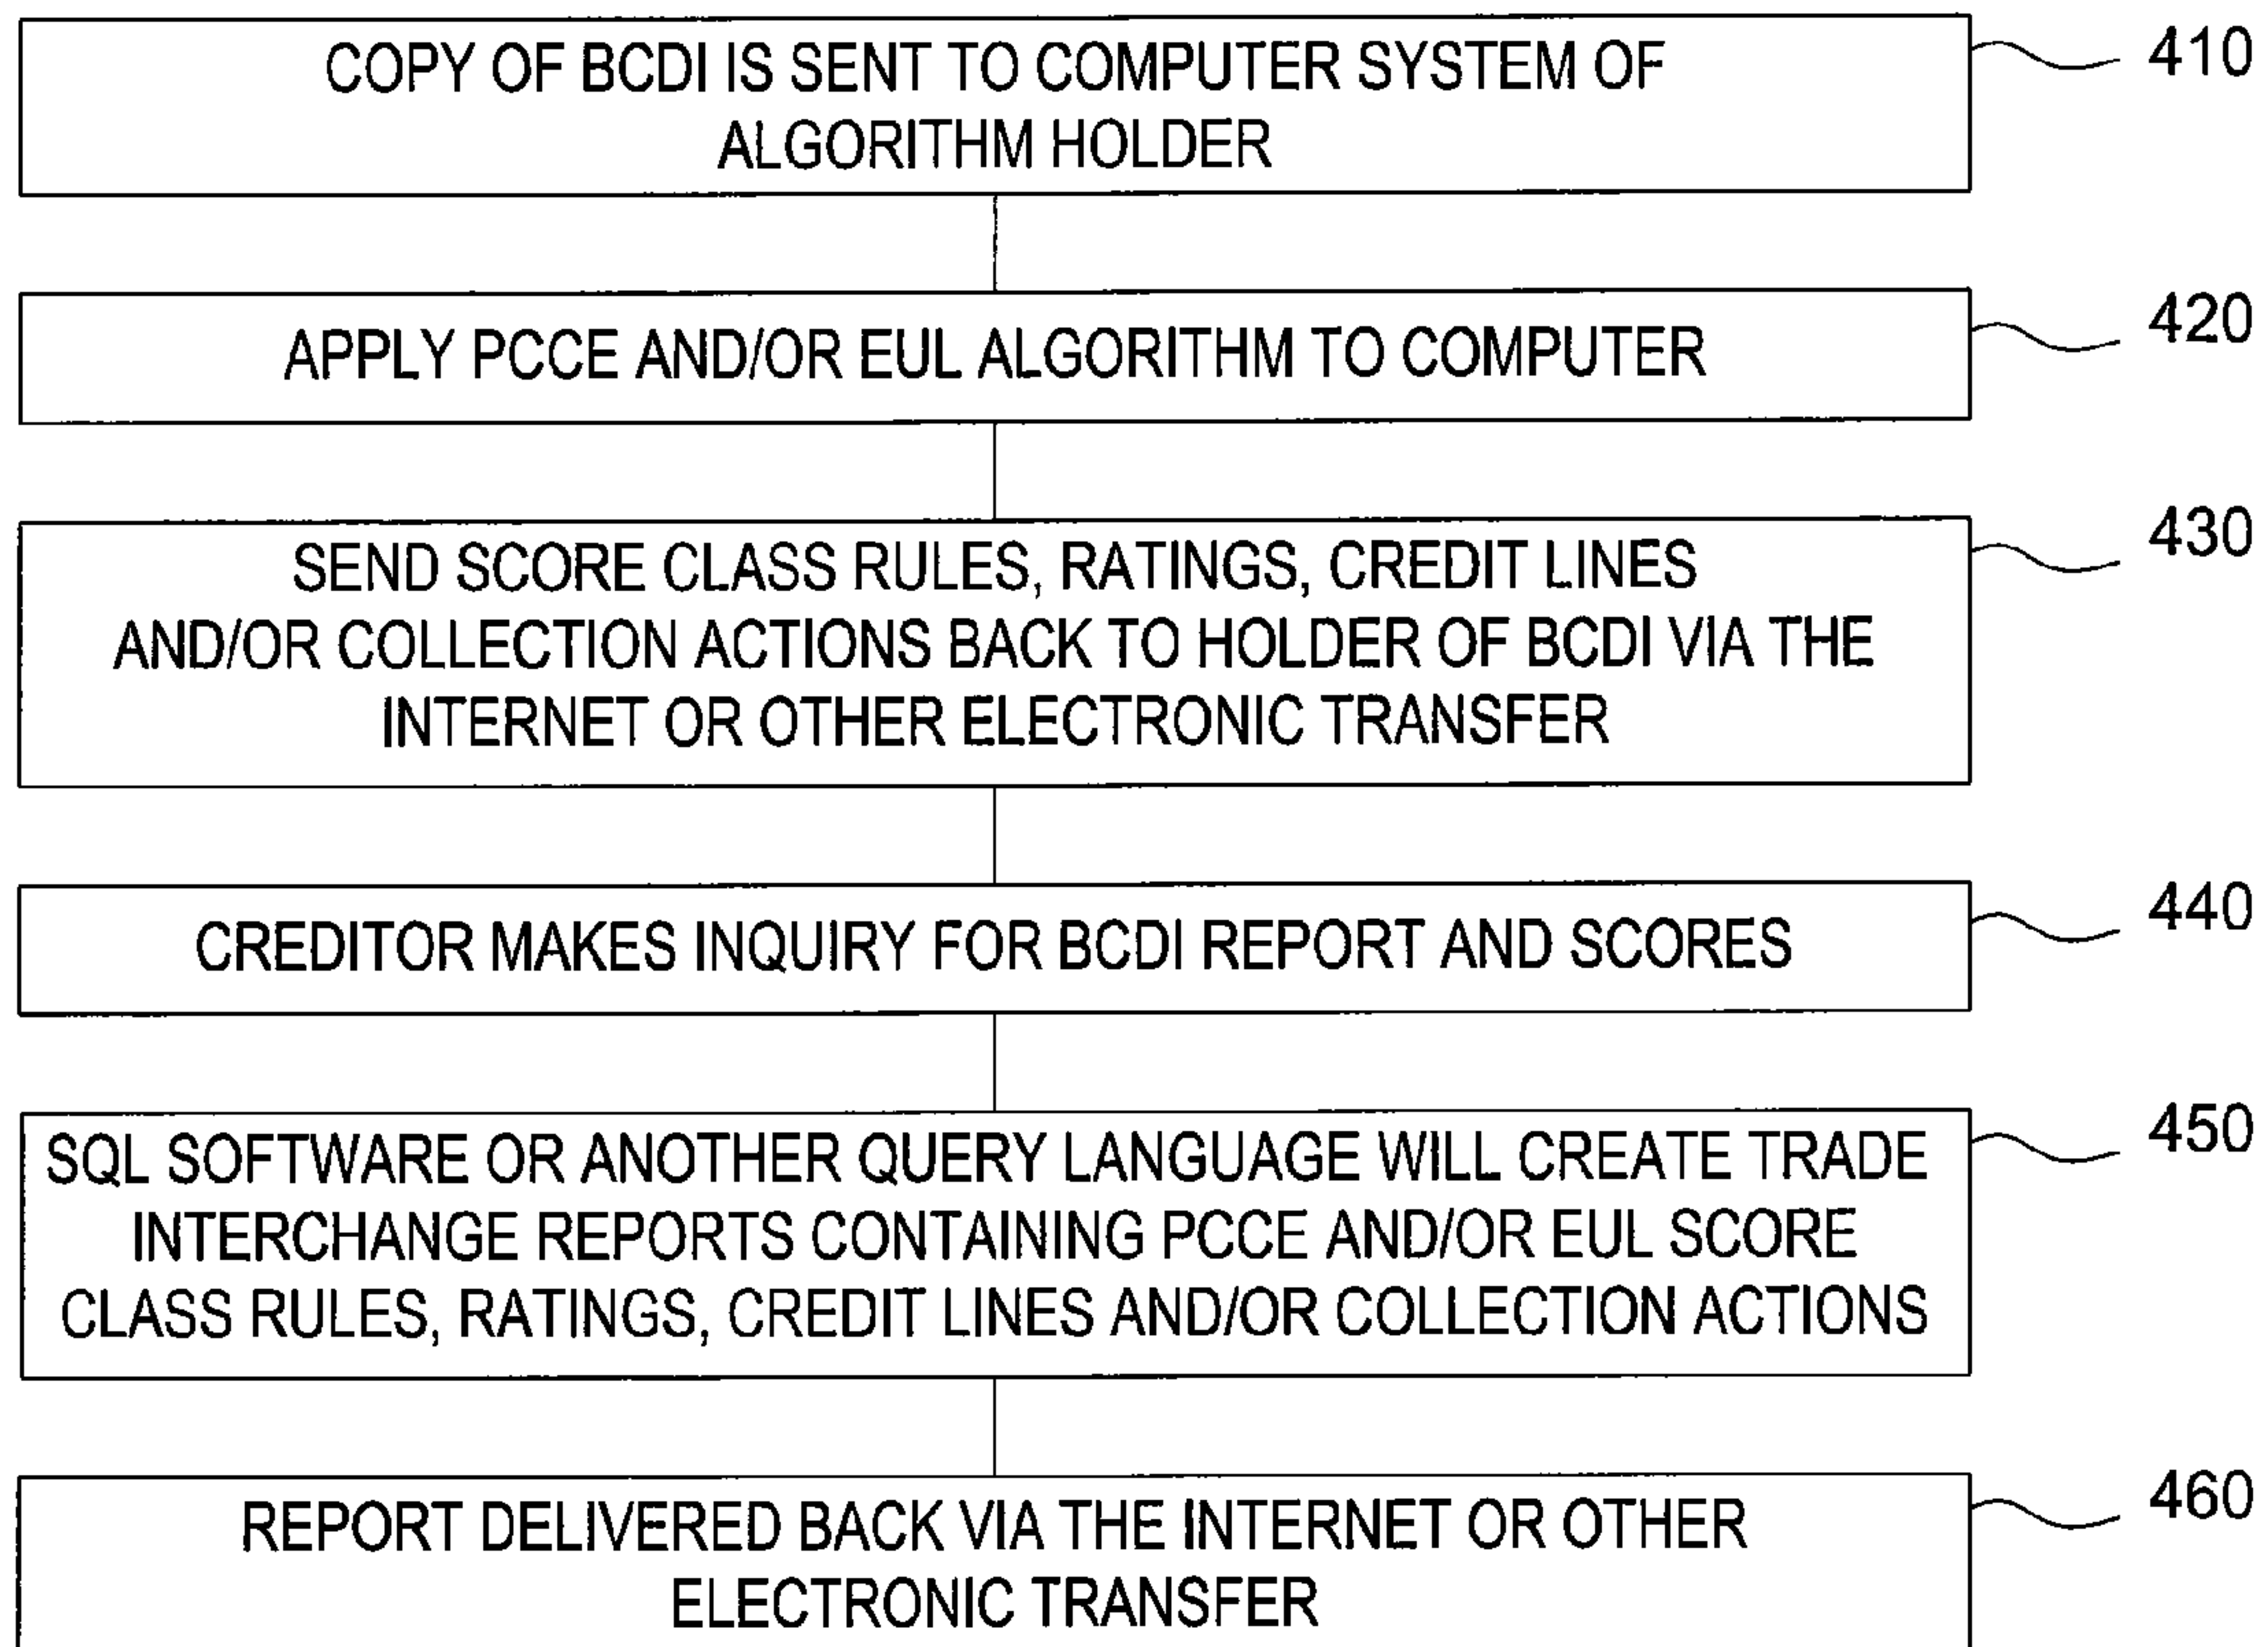 COPY OF BCDI IS SENT TO COMPUTER SYSTEM OF
ALGORITHM HOLDER
410
APPLY PCCE AND/OR EUL ALGORITHM TO COMPUTER
420
SEND SCORE CLASS RULES, RATINGS, CREDIT LINES
AND/OR COLLECTION ACTIONS BACK TO HOLDER OF BCDI VIA THE
INTERNET OR OTHER ELECTRONIC TRANSFER
430
CREDITOR MAKES INQUIRY FOR BCDI REPORT AND SCORES
440
SQL SOFTWARE OR ANOTHER QUERY LANGUAGE WILL CREATE TRADE
INTERCHANGE REPORTS CONTAINING PCCE AND/OR EUL SCORE
CLASS RULES, RATINGS, CREDIT LINES AND/OR COLLECTION ACTIONS
450
REPORT DELIVERED BACK VIA THE INTERNET OR OTHER
ELECTRONIC TRANSFER
460